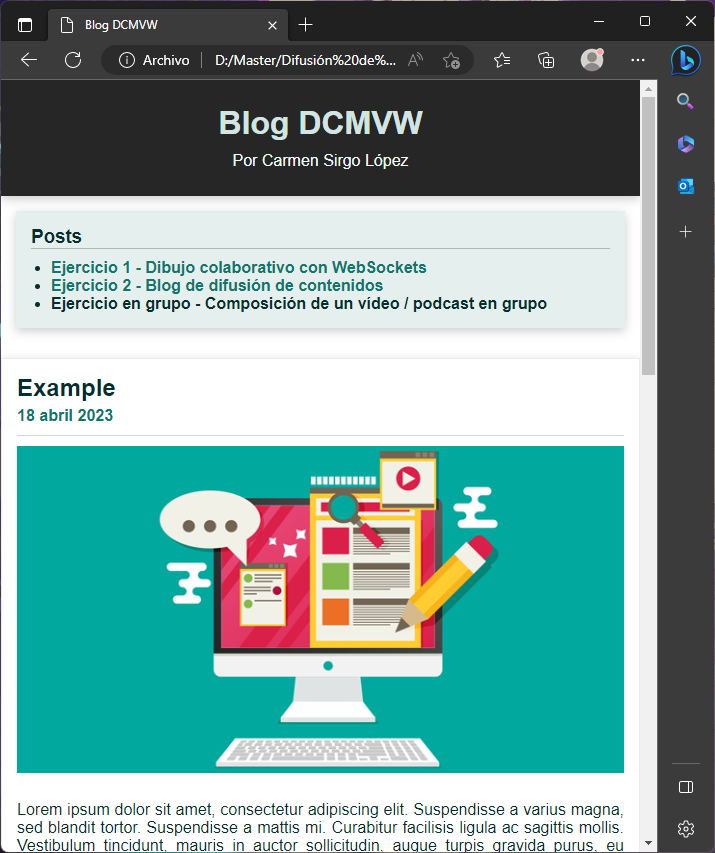 Blog DCMVW
Archivo
D:/Master/Difusión%20de%...
Blog DCMVW
Por Carmen Sirgo López
Posts
Ejercicio 1 - Dibujo colaborativo con WebSockets
Ejercicio 2 - Blog de difusión de contenidos
Ejercicio en grupo - Composición de un vídeo / podcast en grupo
Example
18 abril 2023
Lorem ipsum dolor sit amet, consectetur adipiscing elit. Suspendisse a varius magna,
sed blandit tortor. Suspendisse a mattis mi. Curabitur facilisis ligula ac sagittis mollis.
Vestibulum tincidunt, mauris in auctor sollicitudin, augue turpis gravida purus, eu